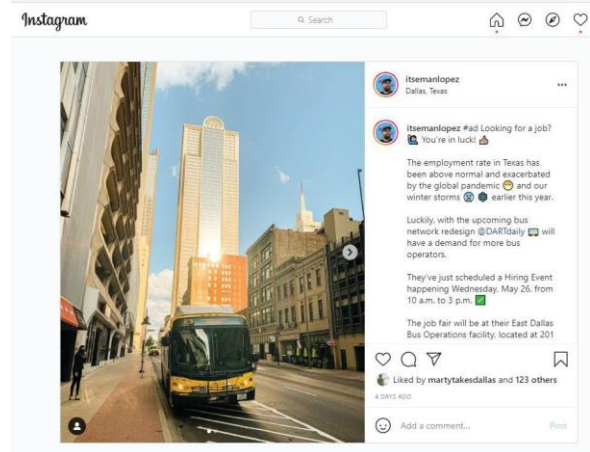 Instagram
Search
itsemanlopez
Dallas, Texas
itsemanlopez #ad Looking for a job?
🙋🏻‍♂️ You're in luck! 👍🏼
The employment rate in Texas has
been above normal and exacerbated
by the global pandemic 😷 and our
winter storms 🥶 ❄️ earlier this year.
Luckily, with the upcoming bus
network redesign @DARTdaily 🚌 will
have a demand for more bus
operators.
They've just scheduled a Hiring Event
happening Wednesday, May 26, from
10 a.m. to 3 p.m. ✅
The job fair will be at their East Dallas
Bus Operations facility, located at 201
Liked by martytakesdallas and 123 others
4 DAYS AGO
Add a comment...
Post